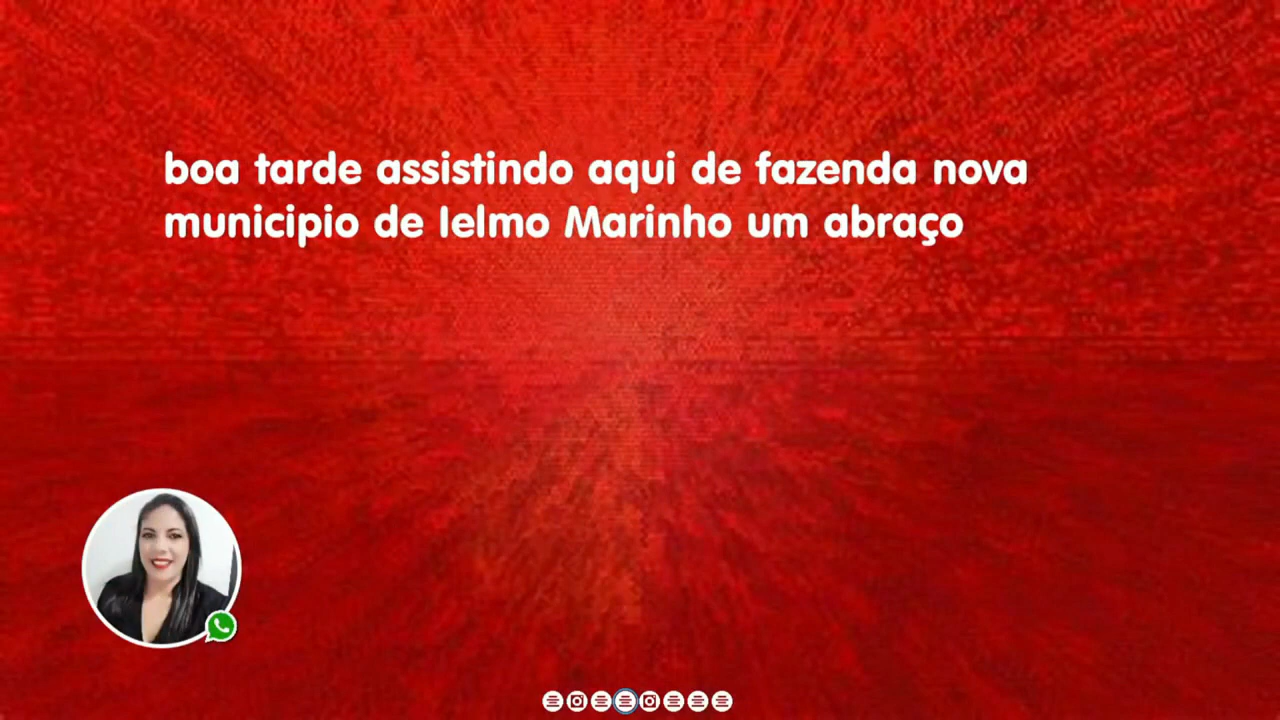 boa tarde assistindo aqui de fazenda nova
municipio de Ielmo Marinho um abraço